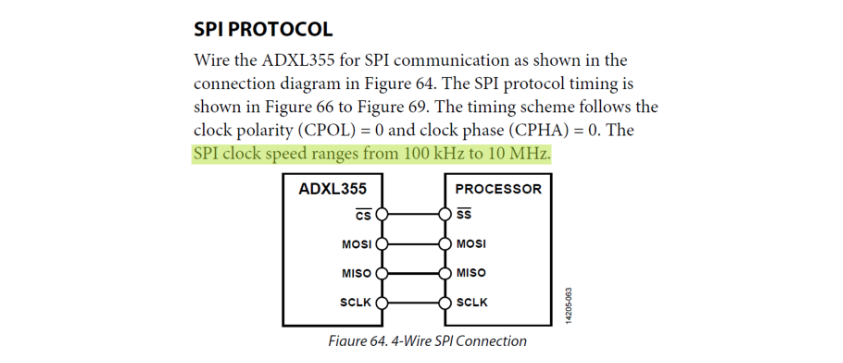 SPI PROTOCOL
Wire the ADXL355 for SPI communication as shown in the
connection diagram in Figure 64. The SPI protocol timing is
shown in Figure 66 to Figure 69. The timing scheme follows the
clock polarity (CPOL) = 0 and clock phase (CPHA) = 0. The
SPI clock speed ranges from 100 kHz to 10 MHz.
ADXL355 PROCESSOR
CS SS
MOSI MOSI
MISO MISO
SCLK SCLK
14205-063
Figure 64. 4-Wire SPI Connection